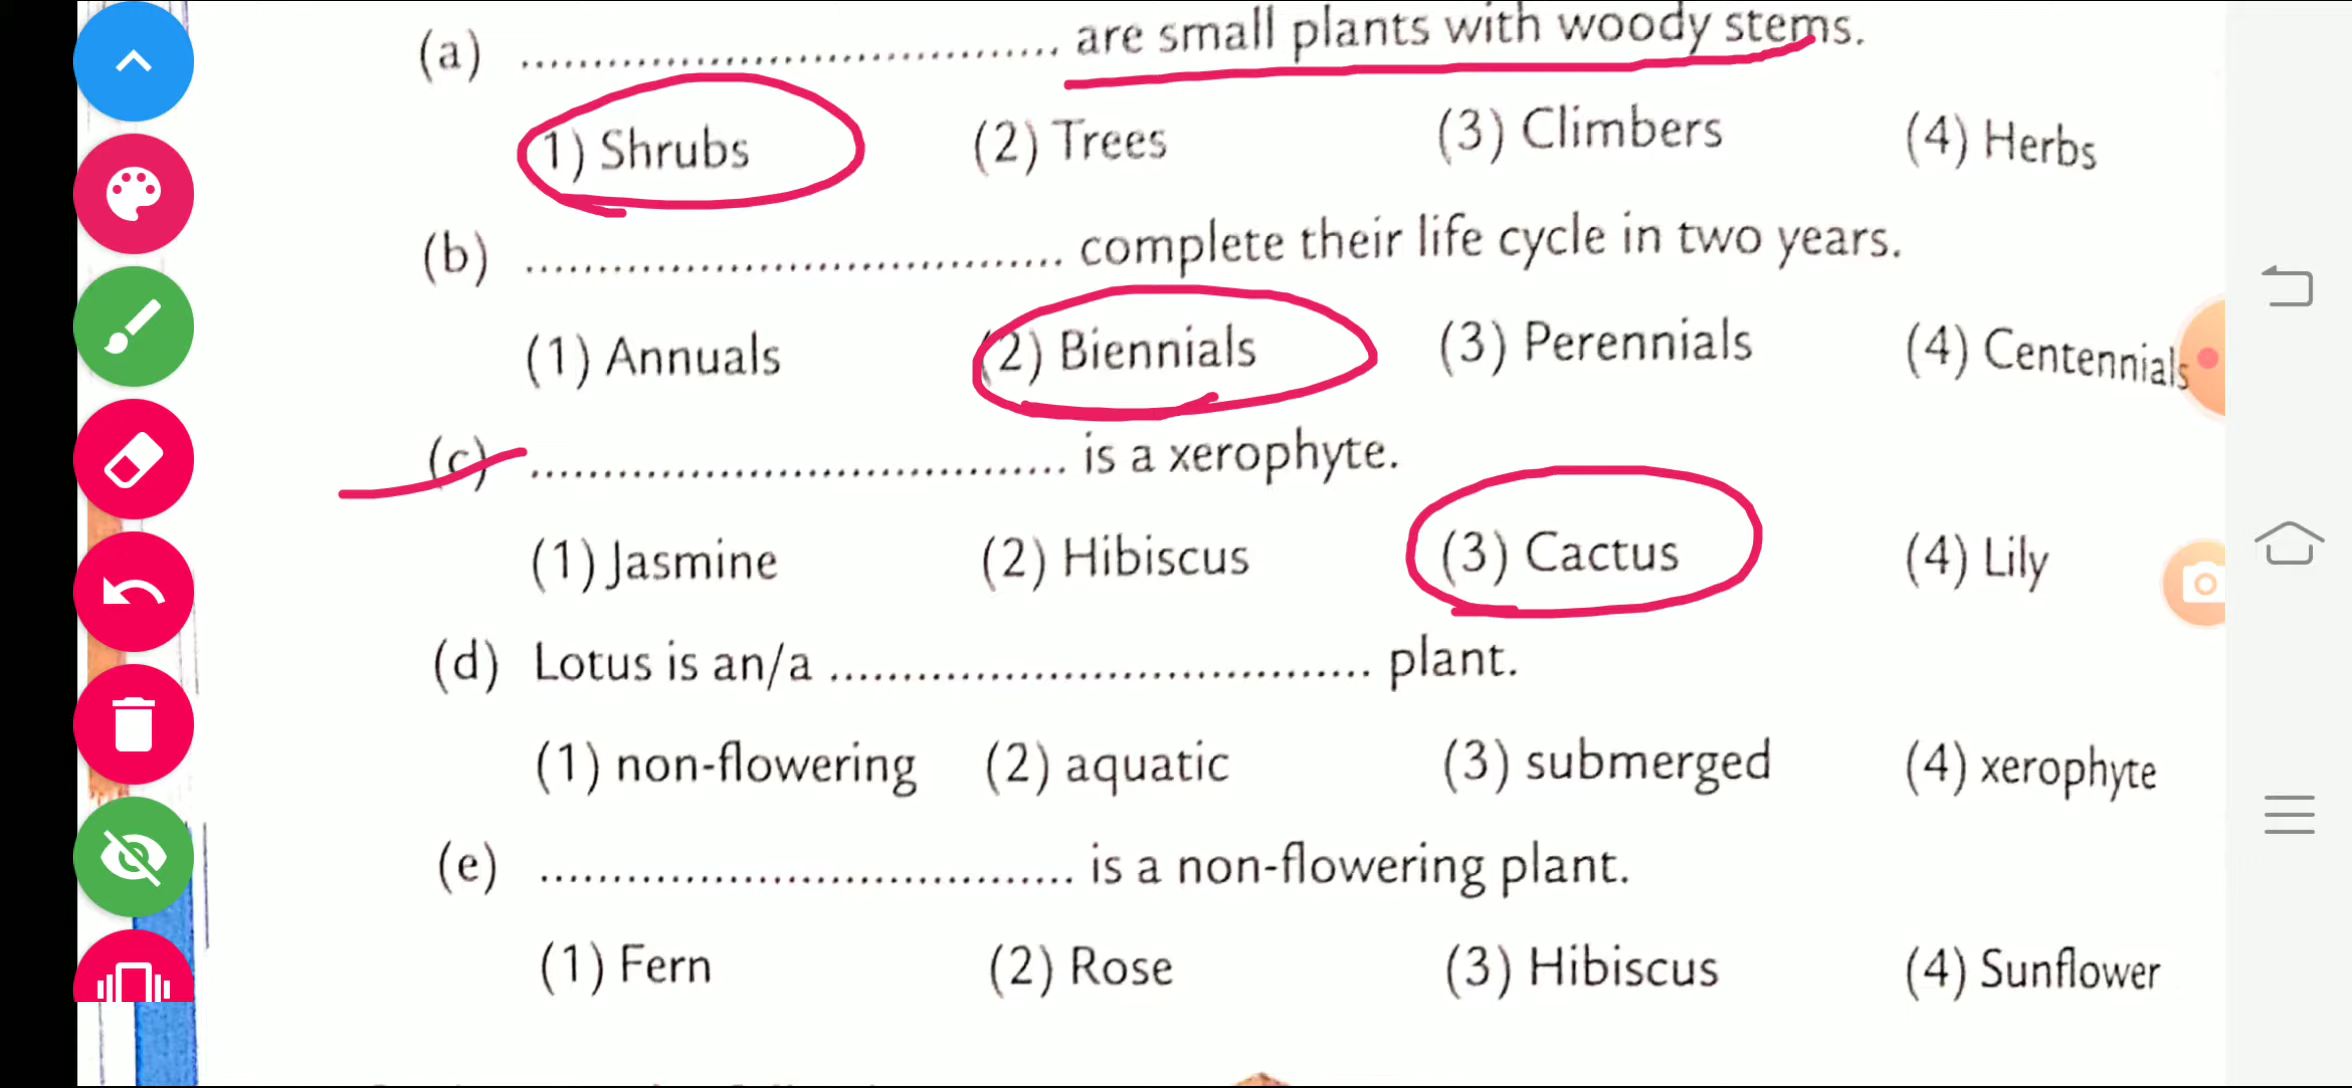 (a) .................................... are small plants with woody stems.
1) Shrubs (2) Trees (3) Climbers (4) Herbs
(b) .................................... complete their life cycle in two years.
(1) Annuals (2) Biennials (3) Perennials (4) Centennials
(c) .................................... is a xerophyte.
(1) Jasmine (2) Hibiscus (3) Cactus (4) Lily
(d) Lotus is an/a .................................... plant.
(1) non-flowering (2) aquatic (3) submerged (4) xerophyte
(e) .................................... is a non-flowering plant.
(1) Fern (2) Rose (3) Hibiscus (4) Sunflower